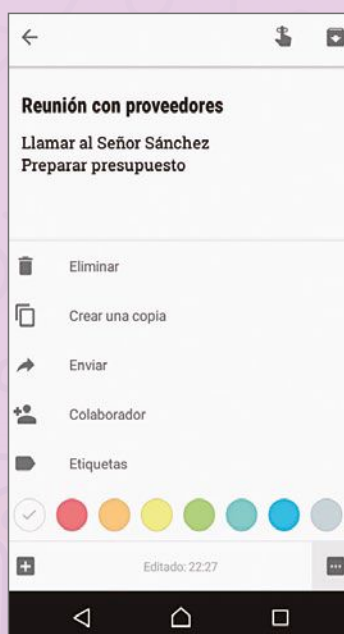 Reunión con proveedores
Llamar al Señor Sánchez
Preparar presupuesto
Eliminar
Crear una copia
Enviar
Colaborador
Etiquetas
Editado: 22:27